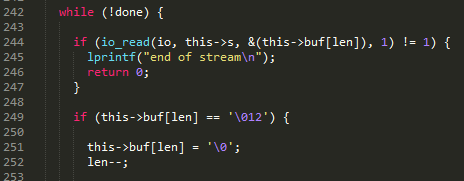 242 while (!done) {
243
244 if (io_read(io, this->s, &(this->buf[len]), 1) != 1) {
245 lprintf("end of stream\n");
246 return 0;
247 }
248
249 if (this->buf[len] == '\012') {
250
251 this->buf[len] = '\0';
252 len--;
253